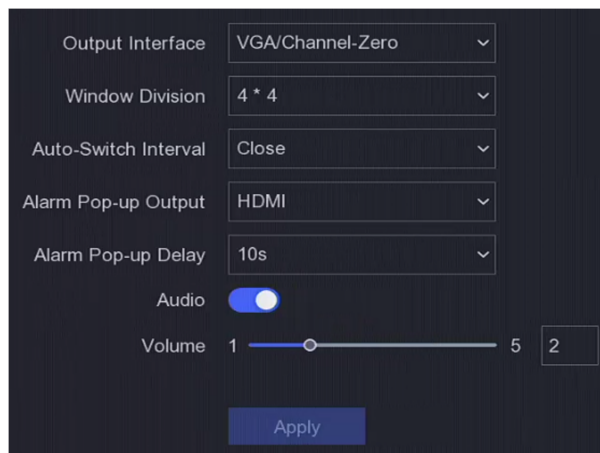 Output Interface VGA/Channel-Zero
Window Division 4 * 4
Auto-Switch Interval Close
Alarm Pop-up Output HDMI
Alarm Pop-up Delay 10s
Audio
Volume 1 5 2
Apply